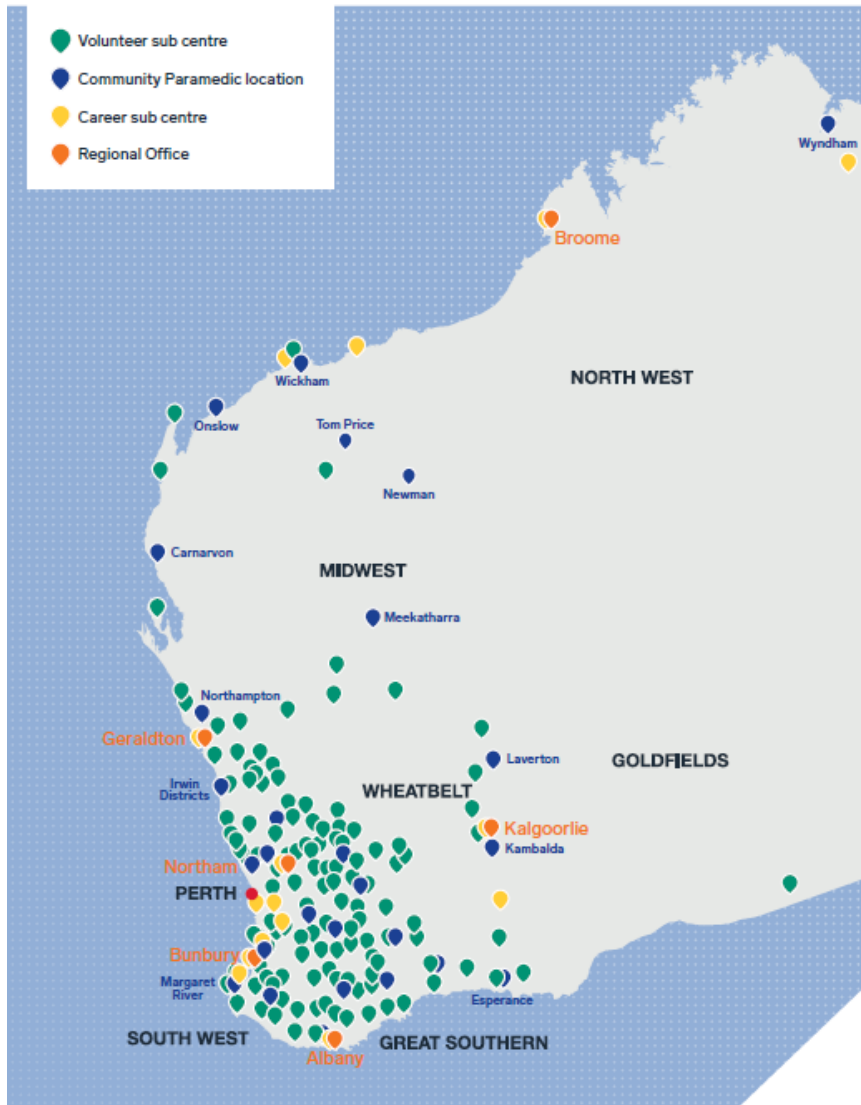 Volunteer sub centre
Community Paramedic location
Career sub centre
Regional Office
Wyndham
Broome
NORTH WEST
Wickham
Onslow
Tom Price
Newman
Carnarvon
MIDWEST
Meekatharra
Northampton
Geraldton
Laverton
GOLDFIELDS
Irwin
Districts
WHEATBELT
Kalgoorlie
Kambalda
Northam
PERTH
Bunbury
Margaret
River
Esperance
SOUTH WEST
GREAT SOUTHERN
Albany